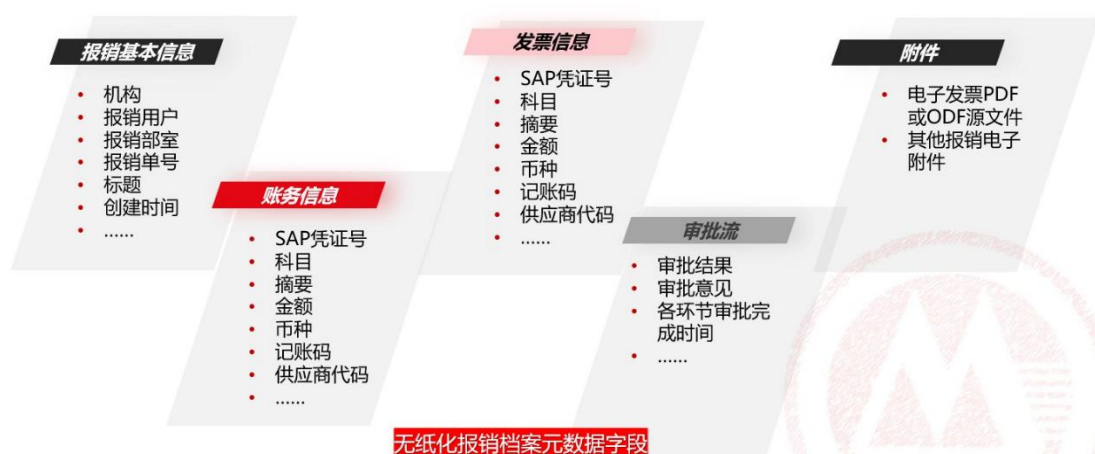 报销基本信息
• 机构
• 报销用户
• 报销部室
• 报销单号
• 标题
• 创建时间
• ……
账务信息
• SAP凭证号
• 科目
• 摘要
• 金额
• 币种
• 记账码
• 供应商代码
• ……
发票信息
• SAP凭证号
• 科目
• 摘要
• 金额
• 币种
• 记账码
• 供应商代码
• ……
审批流
• 审批结果
• 审批意见
• 各环节审批完
成时间
• ……
附件
• 电子发票PDF
或ODF源文件
• 其他报销电子
附件
无纸化报销档案元数据字段